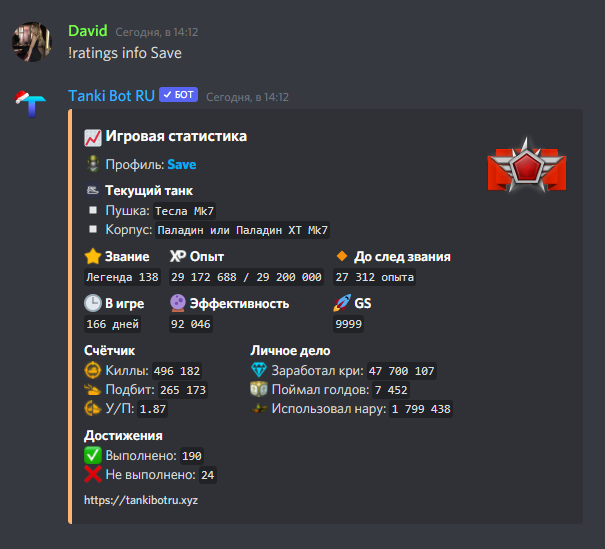 David Сегодня, в 14:12
!ratings info Save
Tanki Bot RU ✓ БОТ Сегодня, в 14:12
Игровая статистика
Профиль: Save
Текущий танк
Пушка: Тесла Mk7
Корпус: Паладин или Паладин XT Mk7
Звание XP Опыт До след звания
Легенда 138 29 172 688 / 29 200 000 27 312 опыта
В игре Эффективность GS
166 дней 92 046 9999
Счётчик Личное дело
Киллы: 496 182 Заработал кри: 47 700 107
Подбит: 265 173 Поймал голдов: 7 452
У/П: 1.87 Использовал нару: 1 799 438
Достижения
Выполнено: 190
Не выполнено: 24
https://tankibotru.xyz